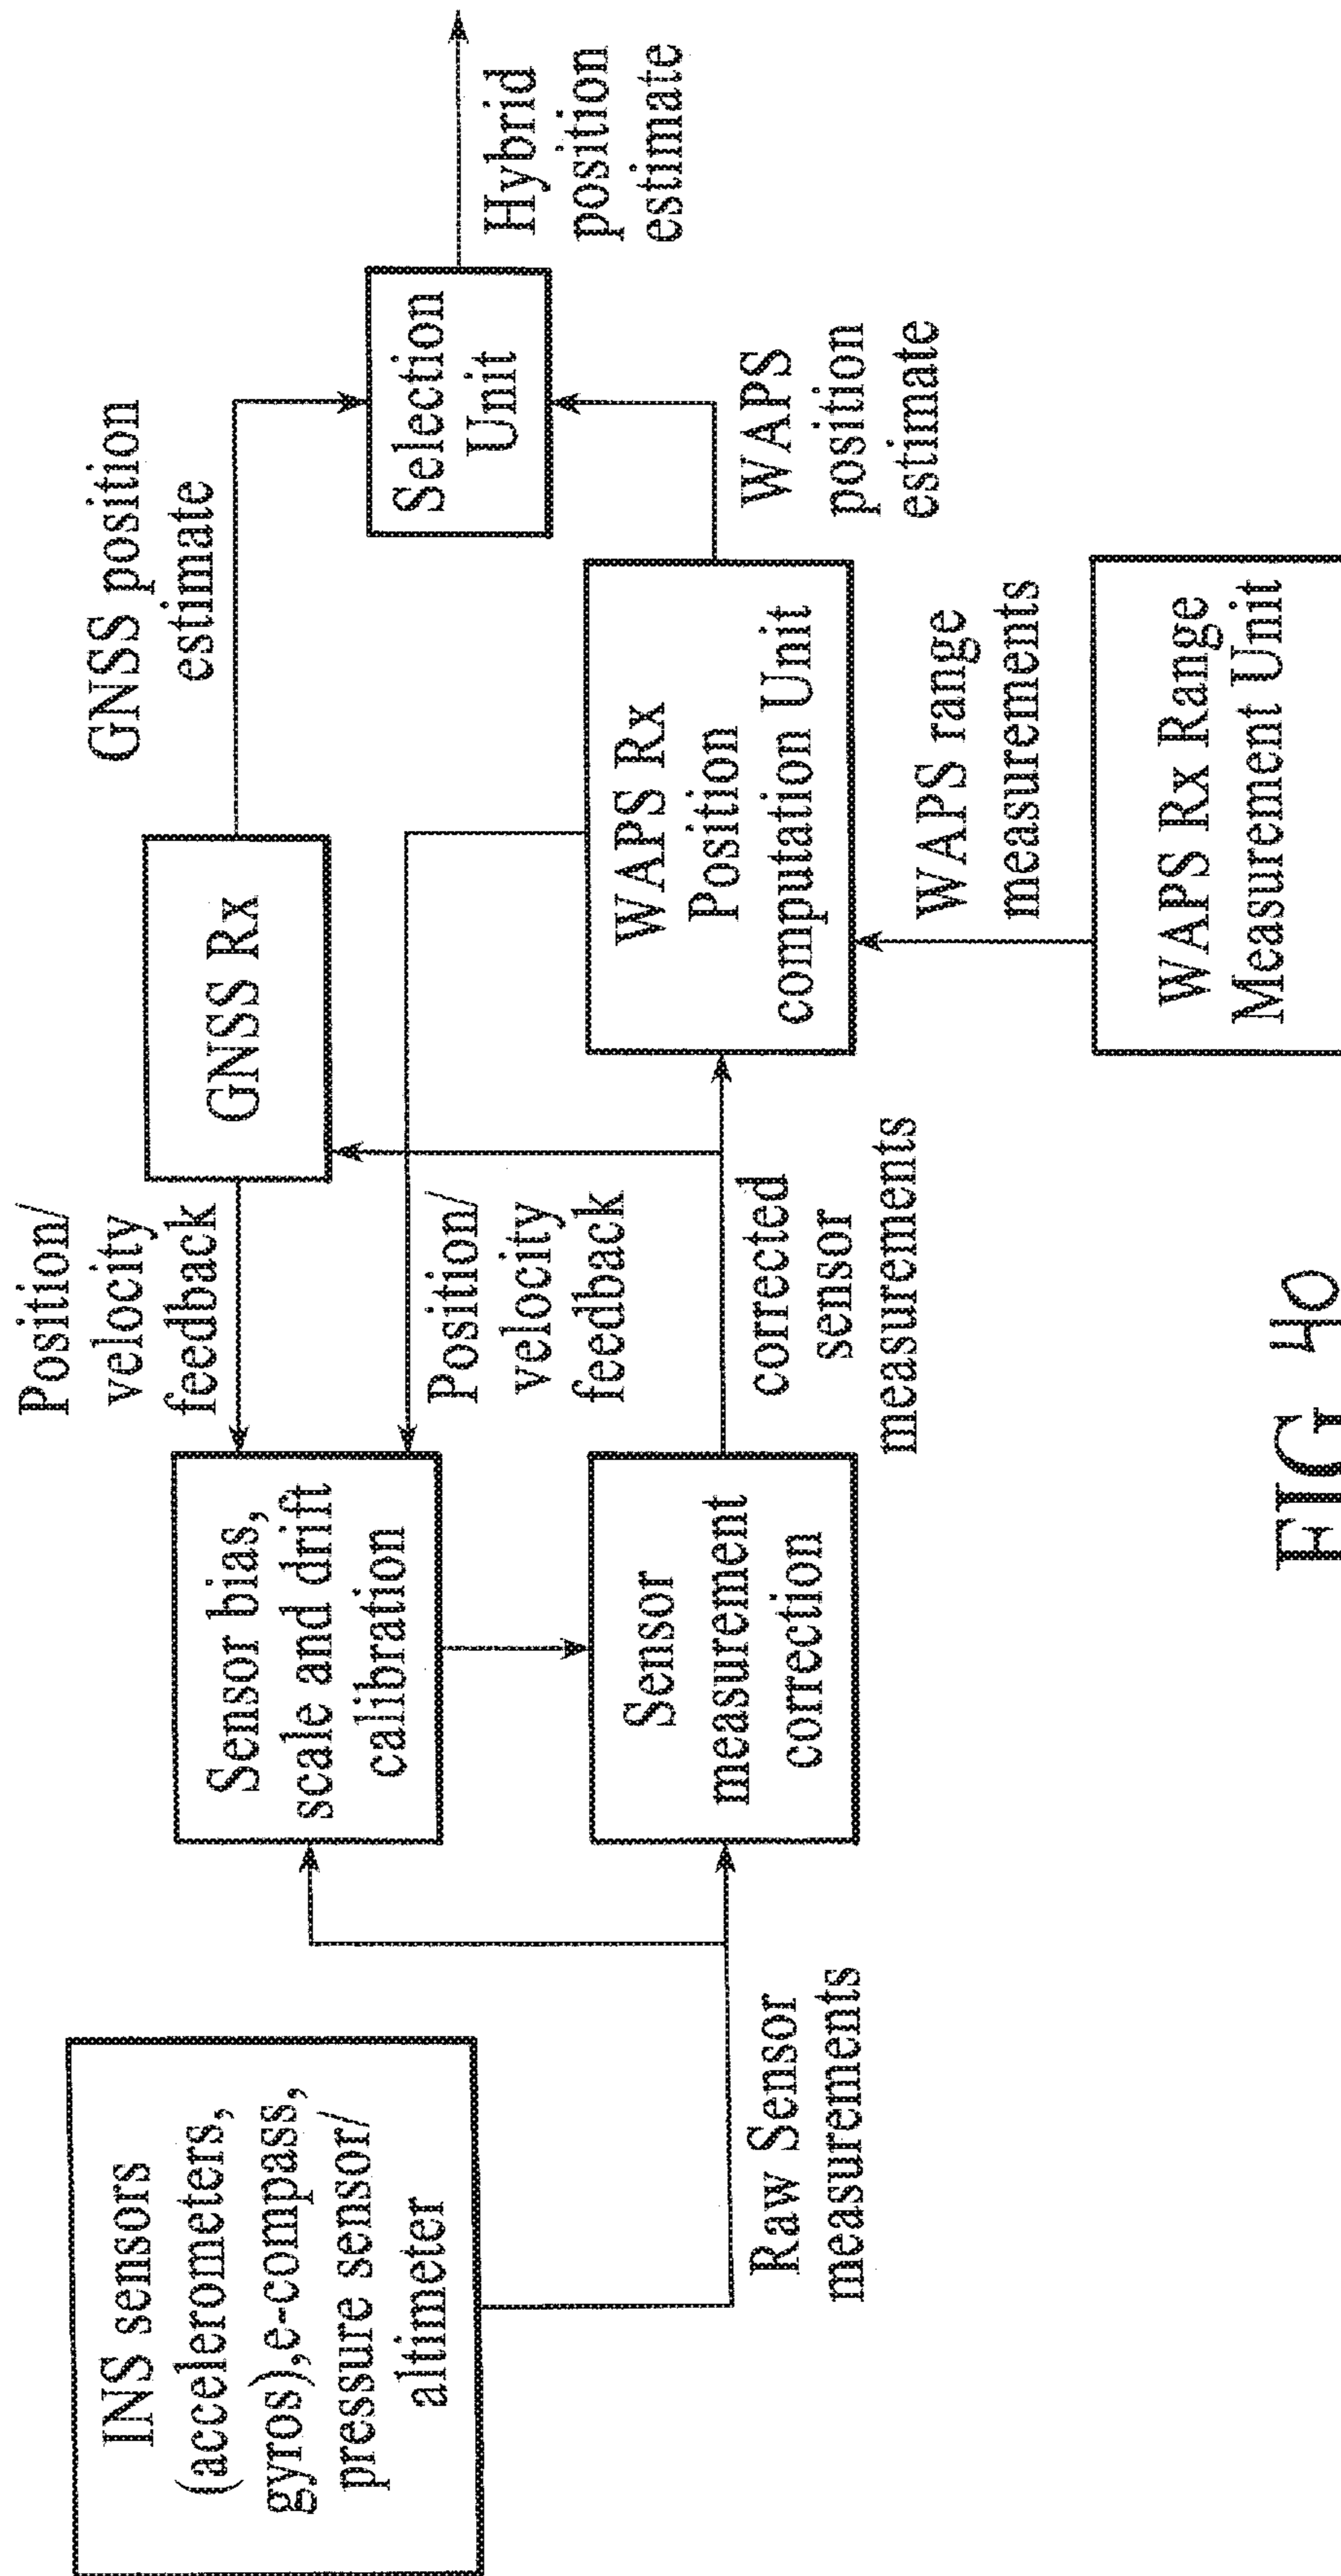 INS sensors
(accelerometers,
gyros),e-compass,
pressure sensor/
altimeter
Raw Sensor
measurements
Sensor bias,
scale and drift
calibration
Sensor
measurement
correction
Position/
velocity
feedback
Position/
velocity
feedback
corrected
sensor
measurements
GNSS Rx
GNSS position
estimate
WAPS Rx
Position
computation Unit
WAPS range
measurements
WAPS Rx Range
Measurement Unit
WAPS
position
estimate
Selection
Unit
Hybrid
position
estimate
FIG 40